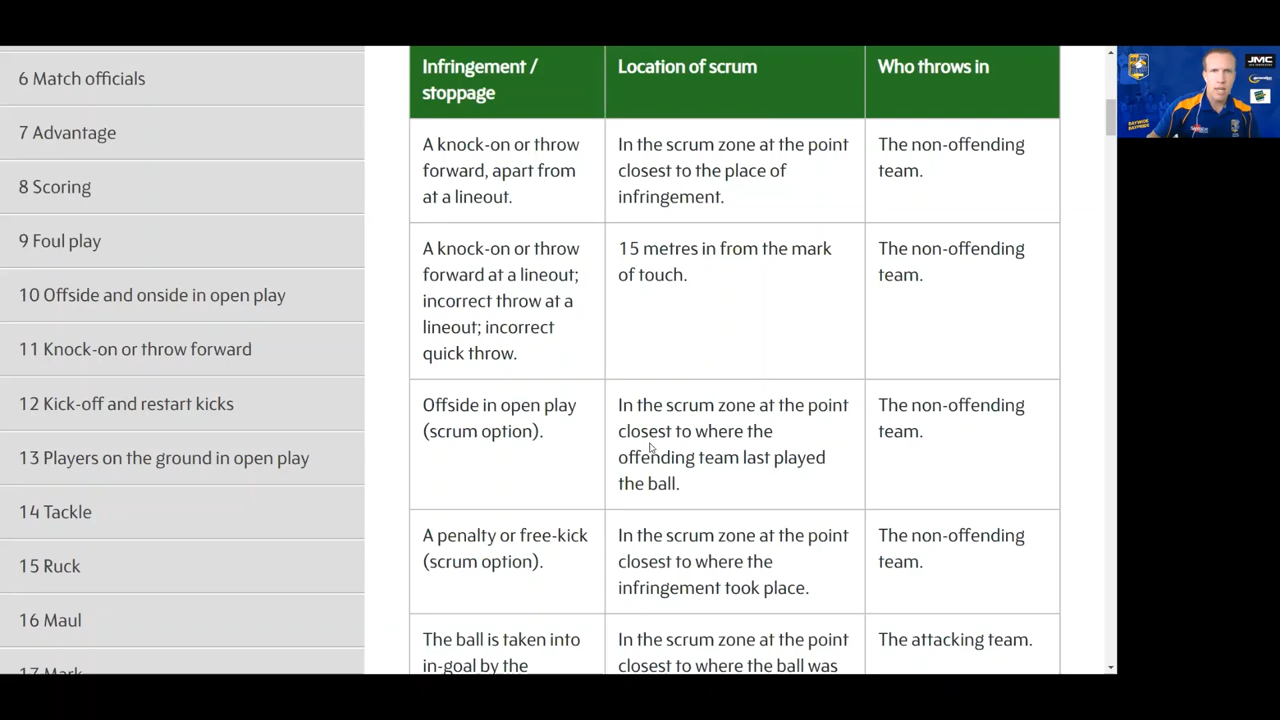 6 Match officials
7 Advantage
8 Scoring
9 Foul play
10 Offside and onside in open play
11 Knock-on or throw forward
12 Kick-off and restart kicks
13 Players on the ground in open play
14 Tackle
15 Ruck
16 Maul
17 Mark
Infringement /
stoppage
Location of scrum
Who throws in
A knock-on or throw
forward, apart from
at a lineout.
In the scrum zone at the point
closest to the place of
infringement.
The non-offending
team.
A knock-on or throw
forward at a lineout;
incorrect throw at a
lineout; incorrect
quick throw.
15 metres in from the mark
of touch.
The non-offending
team.
Offside in open play
(scrum option).
In the scrum zone at the point
closest to where the
offending team last played
the ball.
The non-offending
team.
A penalty or free-kick
(scrum option).
In the scrum zone at the point
closest to where the
infringement took place.
The non-offending
team.
The ball is taken into
in-goal by the
In the scrum zone at the point
closest to where the ball was
The attacking team.
JMC